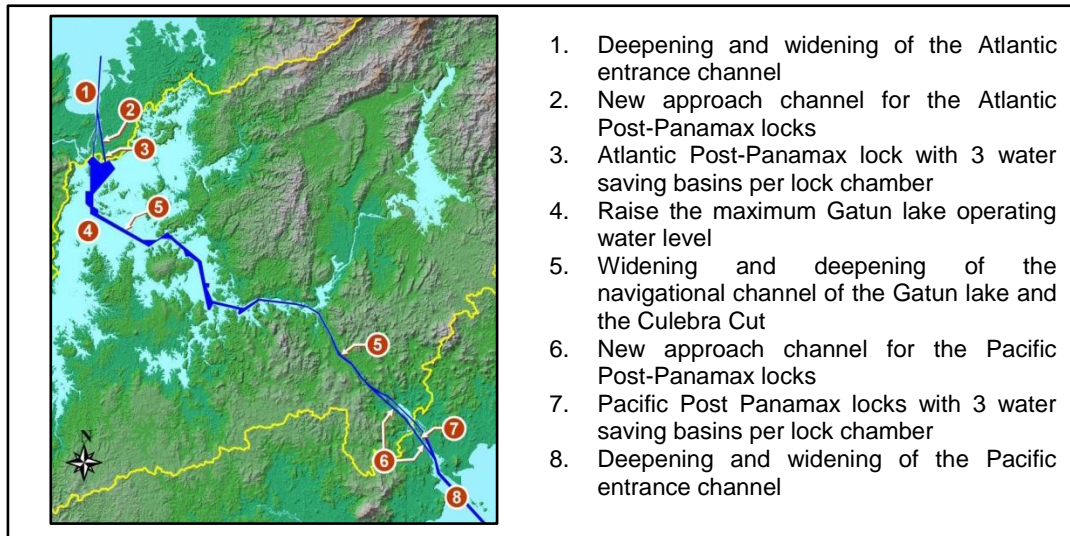 1
2
3
5
4
5
N
7
6
8
1. Deepening and widening of the Atlantic
entrance channel
2. New approach channel for the Atlantic
Post-Panamax locks
3. Atlantic Post-Panamax lock with 3 water
saving basins per lock chamber
4. Raise the maximum Gatun lake operating
water level
5. Widening and deepening of the
navigational channel of the Gatun lake and
the Culebra Cut
6. New approach channel for the Pacific
Post-Panamax locks
7. Pacific Post Panamax locks with 3 water
saving basins per lock chamber
8. Deepening and widening of the Pacific
entrance channel